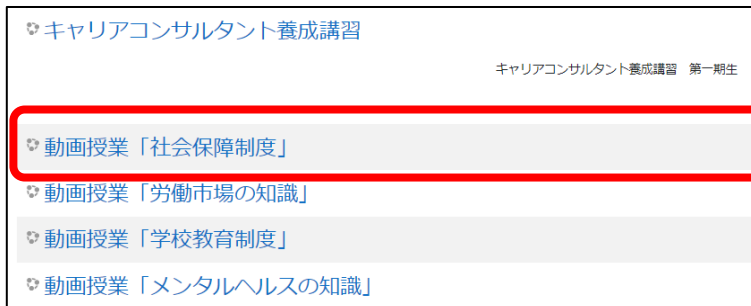 キャリアコンサルタント養成講習
キャリアコンサルタント養成講習　第一期生
動画授業「社会保障制度」
動画授業「労働市場の知識」
動画授業「学校教育制度」
動画授業「メンタルヘルスの知識」